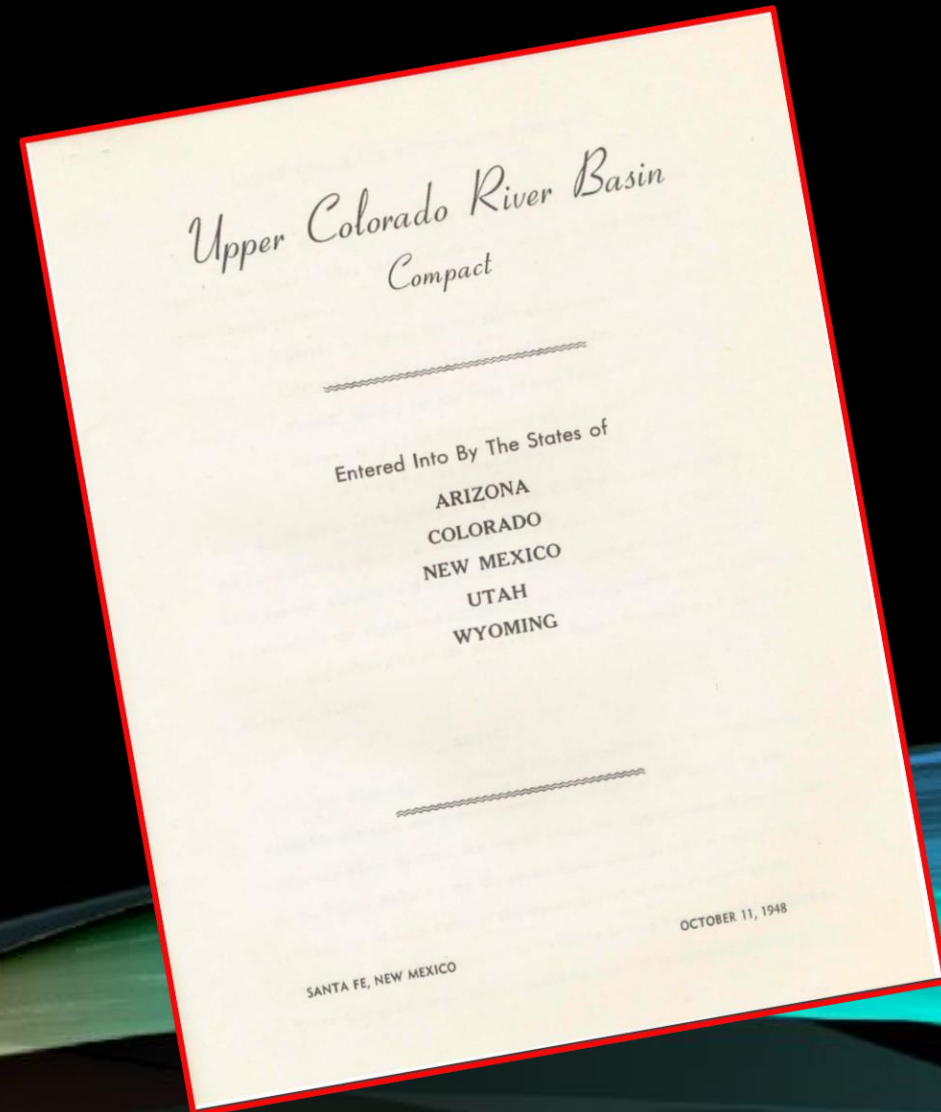 Upper Colorado River Basin
Compact
Entered Into By The States of
ARIZONA
COLORADO
NEW MEXICO
UTAH
WYOMING
SANTA FE, NEW MEXICO
OCTOBER 11, 1948